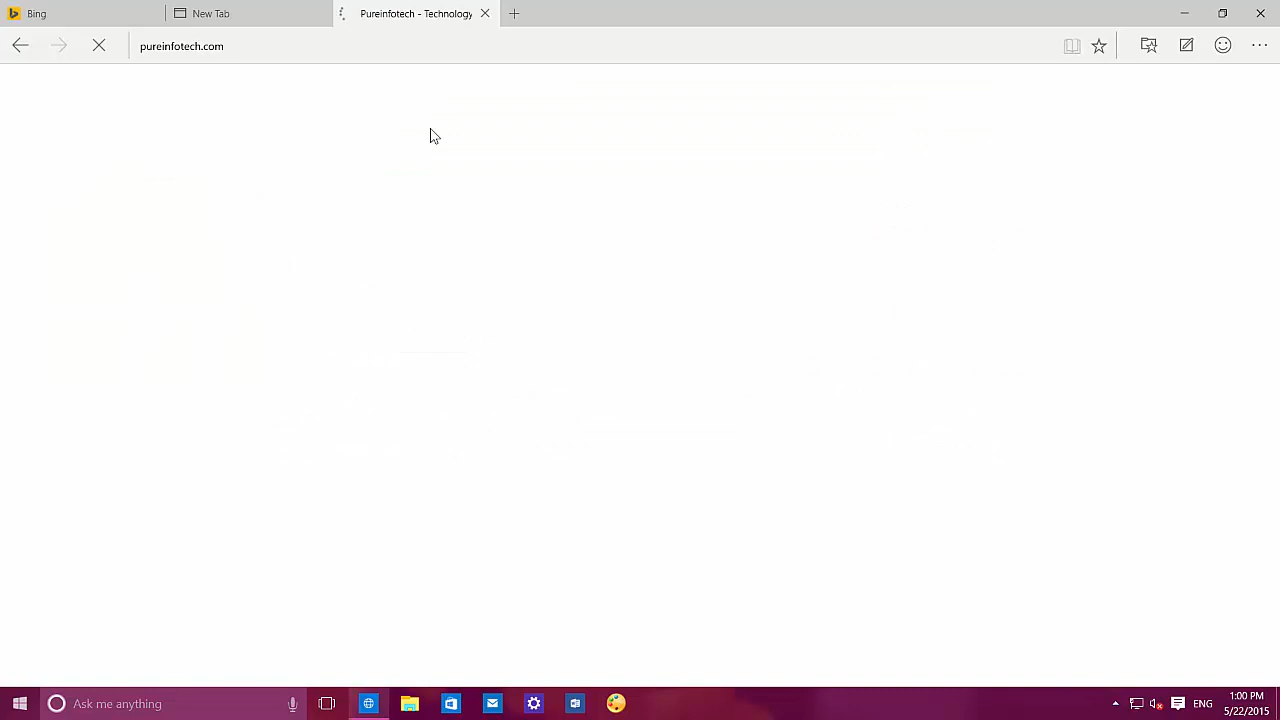 Bing
New Tab
Pureinfotech - Technology
pureinfotech.com
Ask me anything
ENG
1:00 PM
5/22/2015